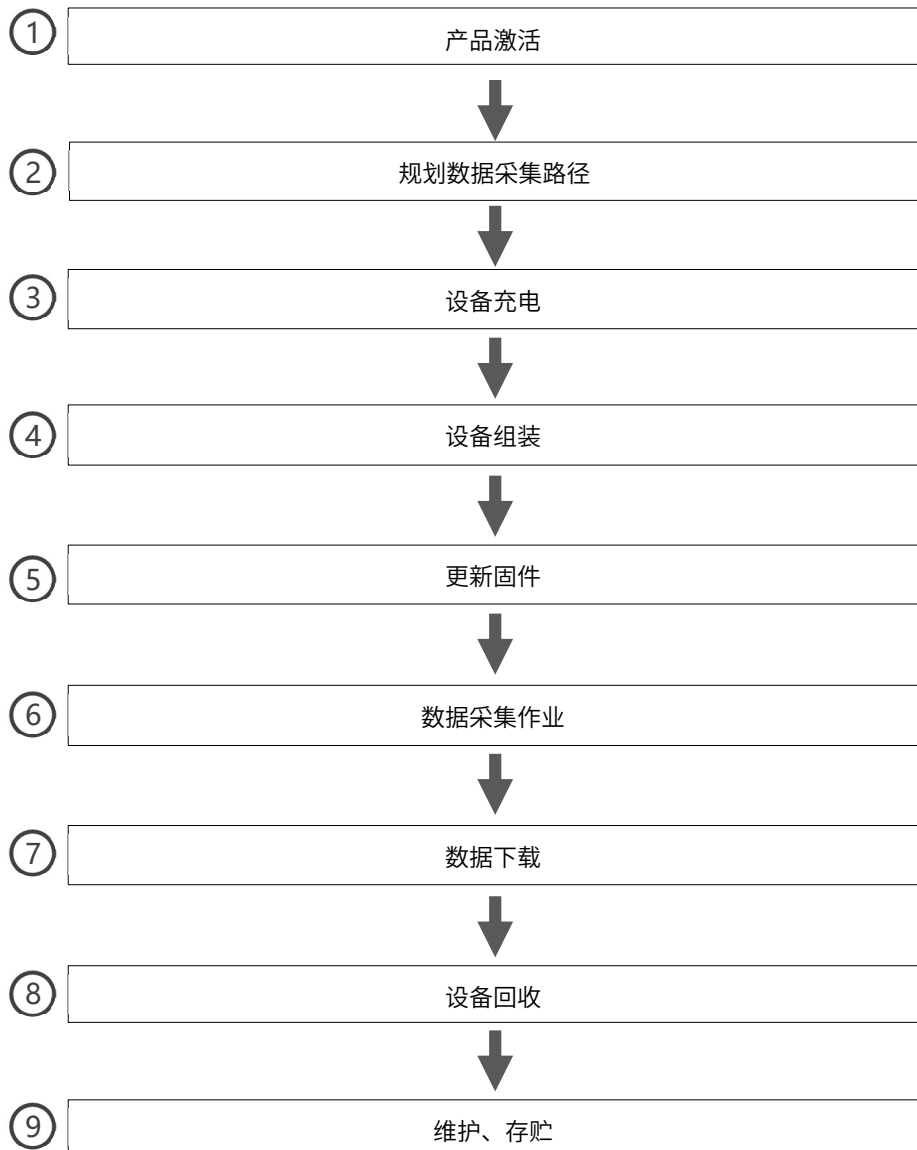 ① 产品激活
② 规划数据采集路径
③ 设备充电
④ 设备组装
⑤ 更新固件
⑥ 数据采集作业
⑦ 数据下载
⑧ 设备回收
⑨ 维护、存贮